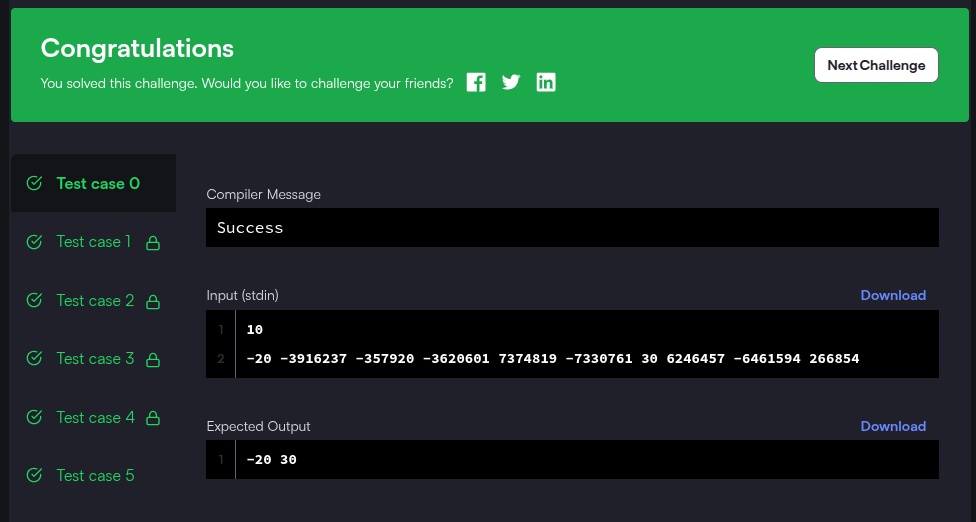 Congratulations
You solved this challenge. Would you like to challenge your friends?
Next Challenge
Test case 0
Test case 1
Test case 2
Test case 3
Test case 4
Test case 5
Compiler Message
Success
Input (stdin)
Download
1 10
2 -20 -3916237 -357920 -3620601 7374819 -7330761 30 6246457 -6461594 266854
Expected Output
Download
1 -20 30